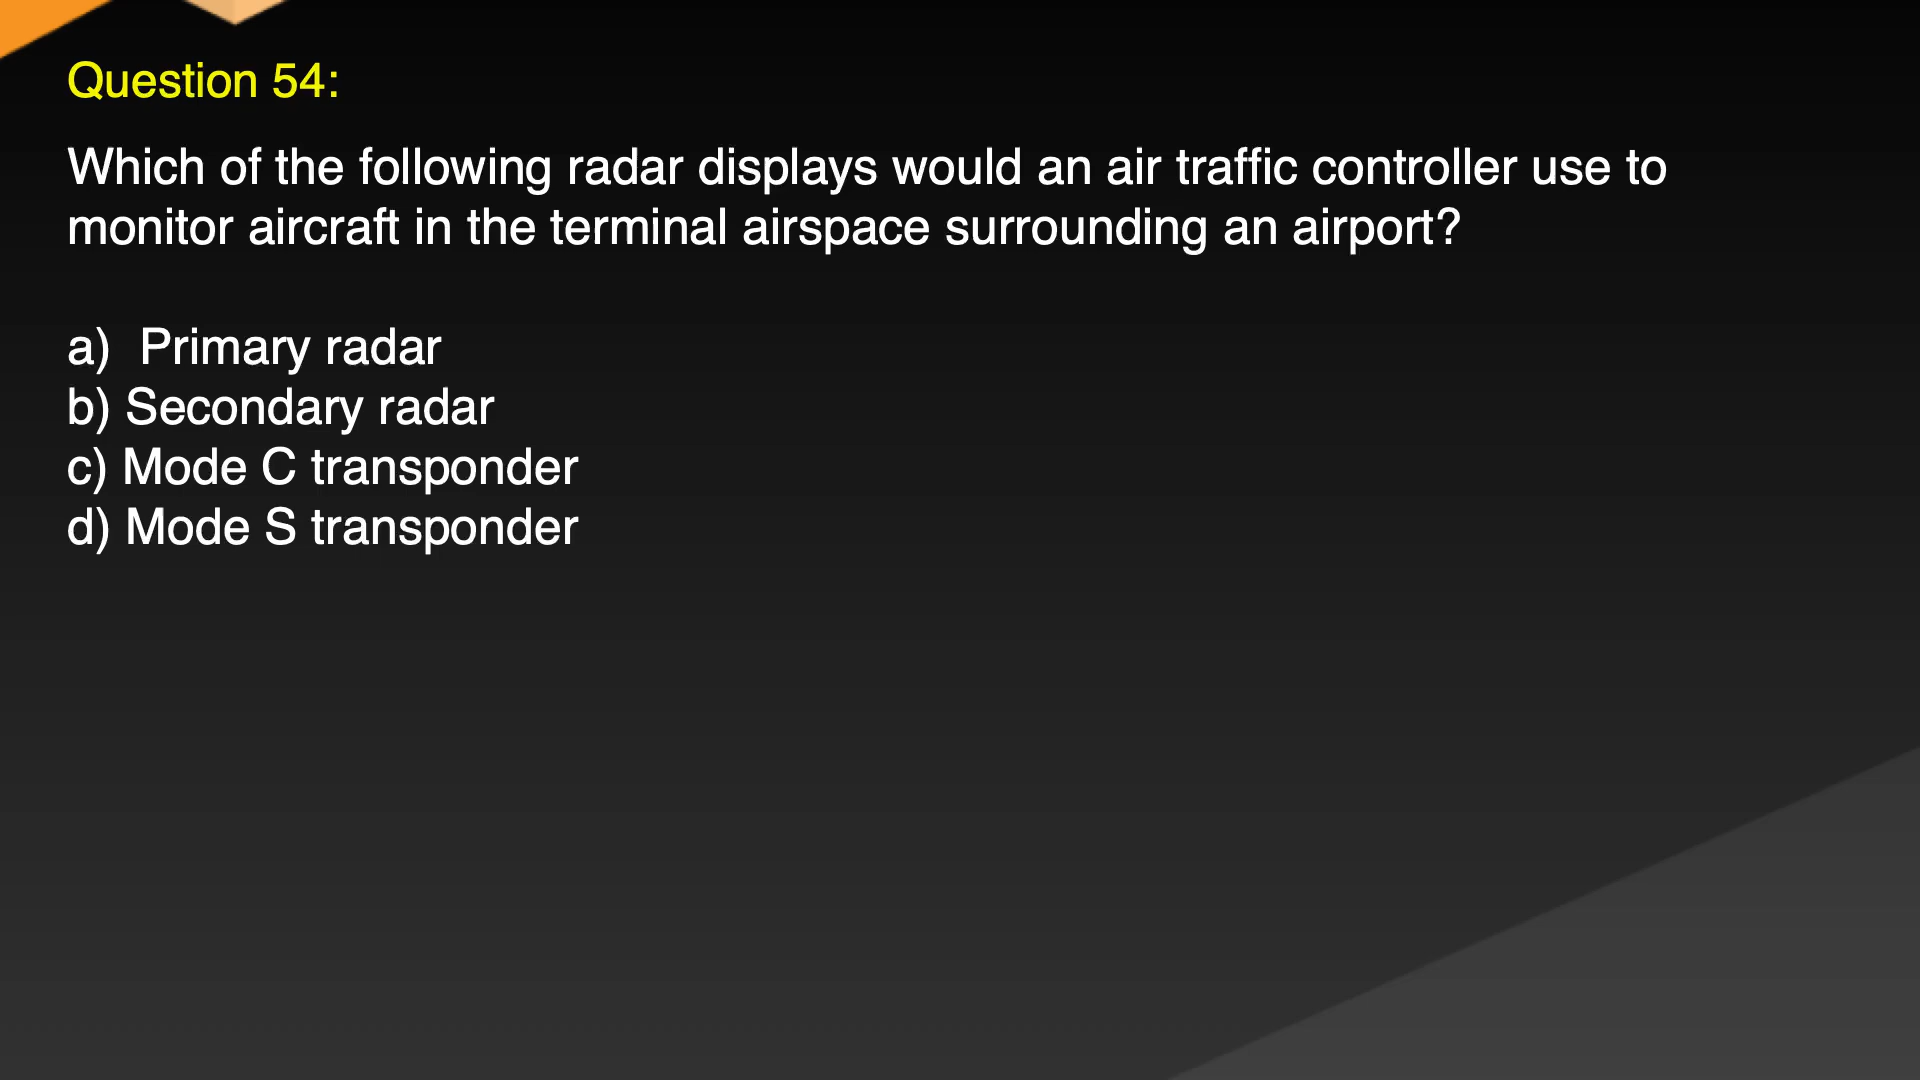 Question 54:
Which of the following radar displays would an air traffic controller use to
monitor aircraft in the terminal airspace surrounding an airport?
a)  Primary radar
b) Secondary radar
c) Mode C transponder
d) Mode S transponder